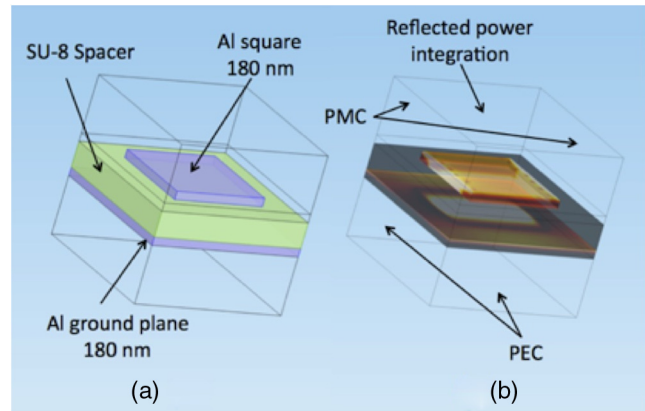 SU-8 Spacer
Al square
180 nm
Al ground plane
180 nm
(a)
Reflected power
integration
PMC
PEC
(b)